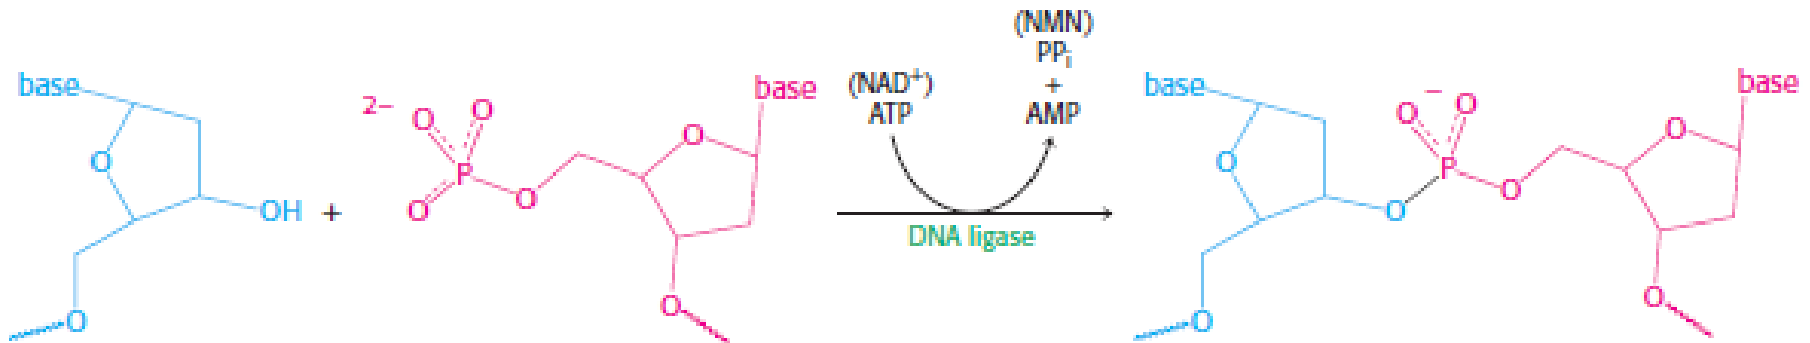 base
O
OH
O
+
2−
O
O
O
P
O
O
base
O
(NAD⁺)
ATP
(NMN)
PPᵢ
+
AMP
DNA ligase
base
O
O
O
O
−
O
P
O
O
base
O